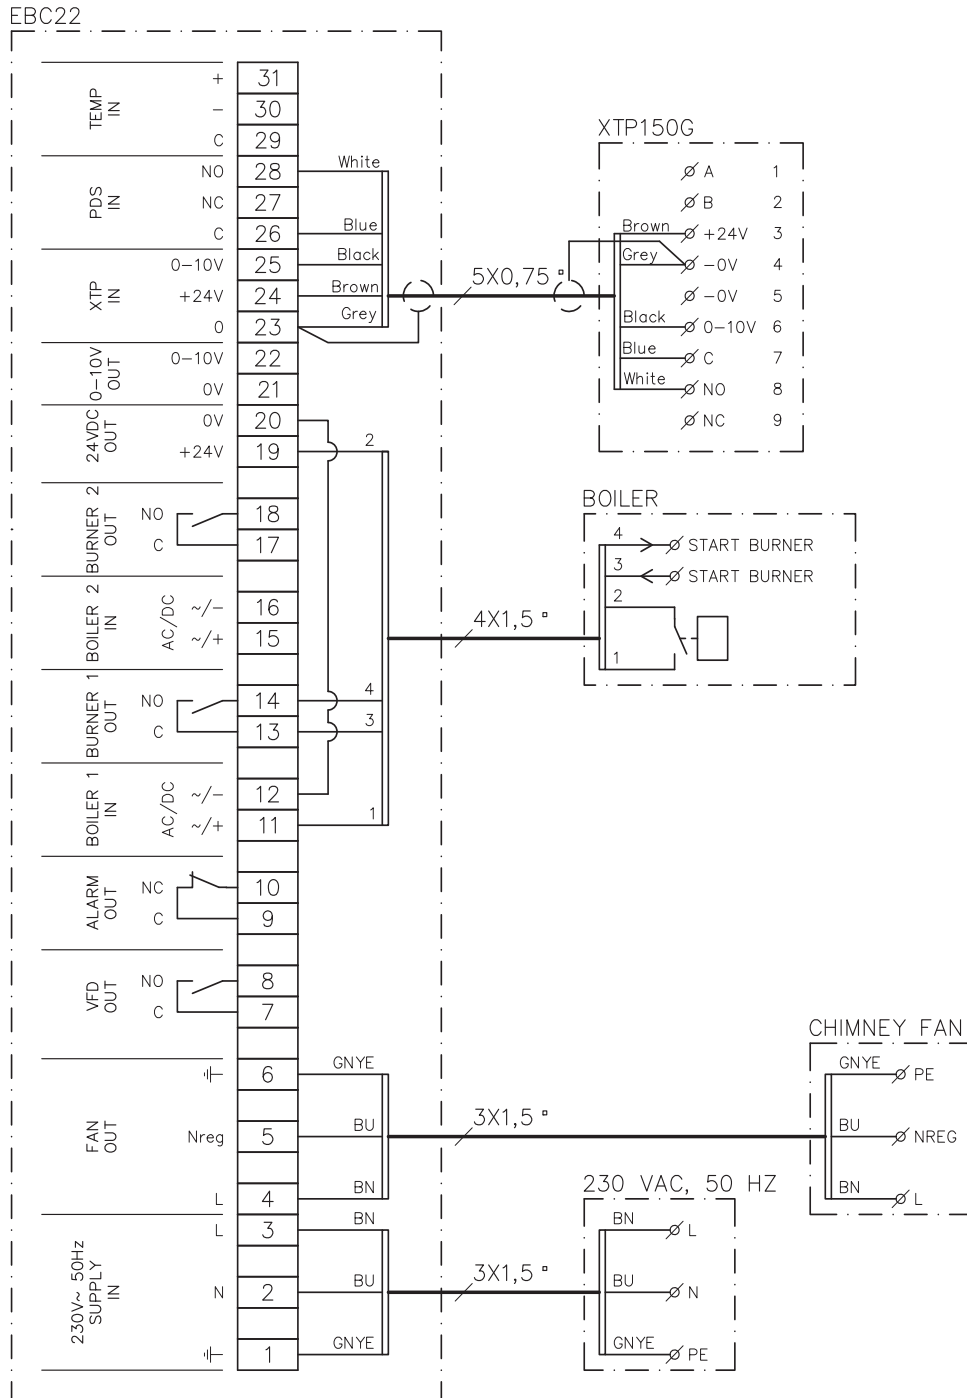 EBC22
TEMP IN
+ 31
- 30
C 29
PDS IN
NO 28 White
NC 27
C 26 Blue
XTP IN
0-10V 25 Black
+24V 24 Brown
0 23 Grey
5X0,75 ▫
0-10V OUT
0-10V 22
0V 21
24VDC OUT
0V 20
+24V 19 2
BURNER 2 OUT
NO 18
C 17
BOILER 2 IN
AC/DC
~/- 16
~/+ 15
4X1,5 ▫
BURNER 1 OUT
NO 14 4
C 13 3
BOILER 1 IN
AC/DC
~/- 12
~/+ 11 1
ALARM OUT
NC 10
C 9
VFD OUT
NO 8
C 7
FAN OUT
6 GNYE
Nreg 5 BU
L 4 BN
3X1,5 ▫
230V~ 50Hz SUPPLY IN
L 3 BN
N 2 BU
1 GNYE
3X1,5 ▫
XTP150G
A 1
B 2
Brown +24V 3
Grey -0V 4
-0V 5
Black 0-10V 6
Blue C 7
White NO 8
NC 9
BOILER
4 START BURNER
3 START BURNER
2
1
CHIMNEY FAN
GNYE PE
BU NREG
BN L
230 VAC, 50 HZ
BN L
BU N
GNYE PE